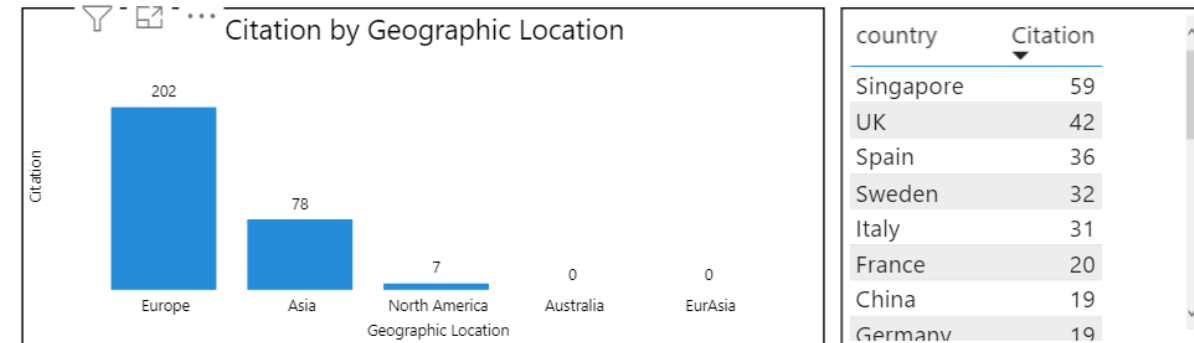 Citation by Geographic Location
202
78
7
0
0
Citation
Europe
Asia
North America
Australia
EurAsia
Geographic Location
country Citation
Singapore 59
UK 42
Spain 36
Sweden 32
Italy 31
France 20
China 19
Germany 19